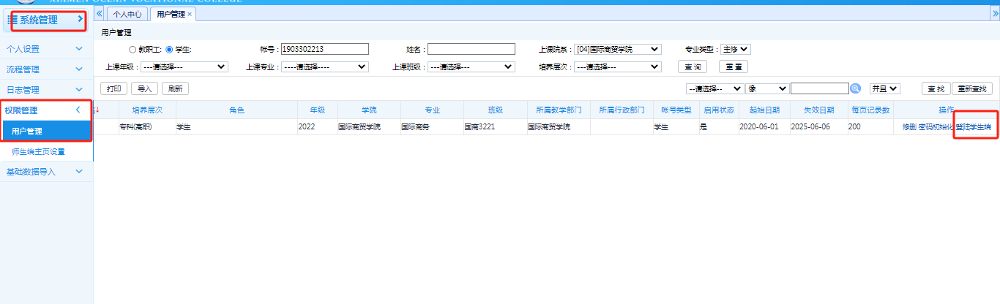 XIAMEN OCEAN VOCATIONAL COLLEGE
系统管理
个人中心 用户管理
用户管理
教职工: 学生: 帐号: 1903302213 姓名: 上课院系: [04]国际商贸学院 专业类型: 主修
上课年级: ---请选择--- 上课专业: ----请选择---- 上课班级: ---请选择--- 培养层次: ---请选择--- 查询 重置
打印 导入 刷新 --请选择-- 像 并且 查找 重新查找
培养层次 角色 年级 学院 专业 班级 所属教学部门 所属行政部门 帐号类型 启用状态 起始日期 失效日期 每页记录数 操作
专科(高职) 学生 2022 国际商贸学院 国际商务 国商3221 国际商贸学院 学生 是 2020-06-01 2025-06-06 200 修删 密码初始化 登陆学生端
个人设置
流程管理
日志管理
权限管理
用户管理
师生端主页设置
基础数据导入